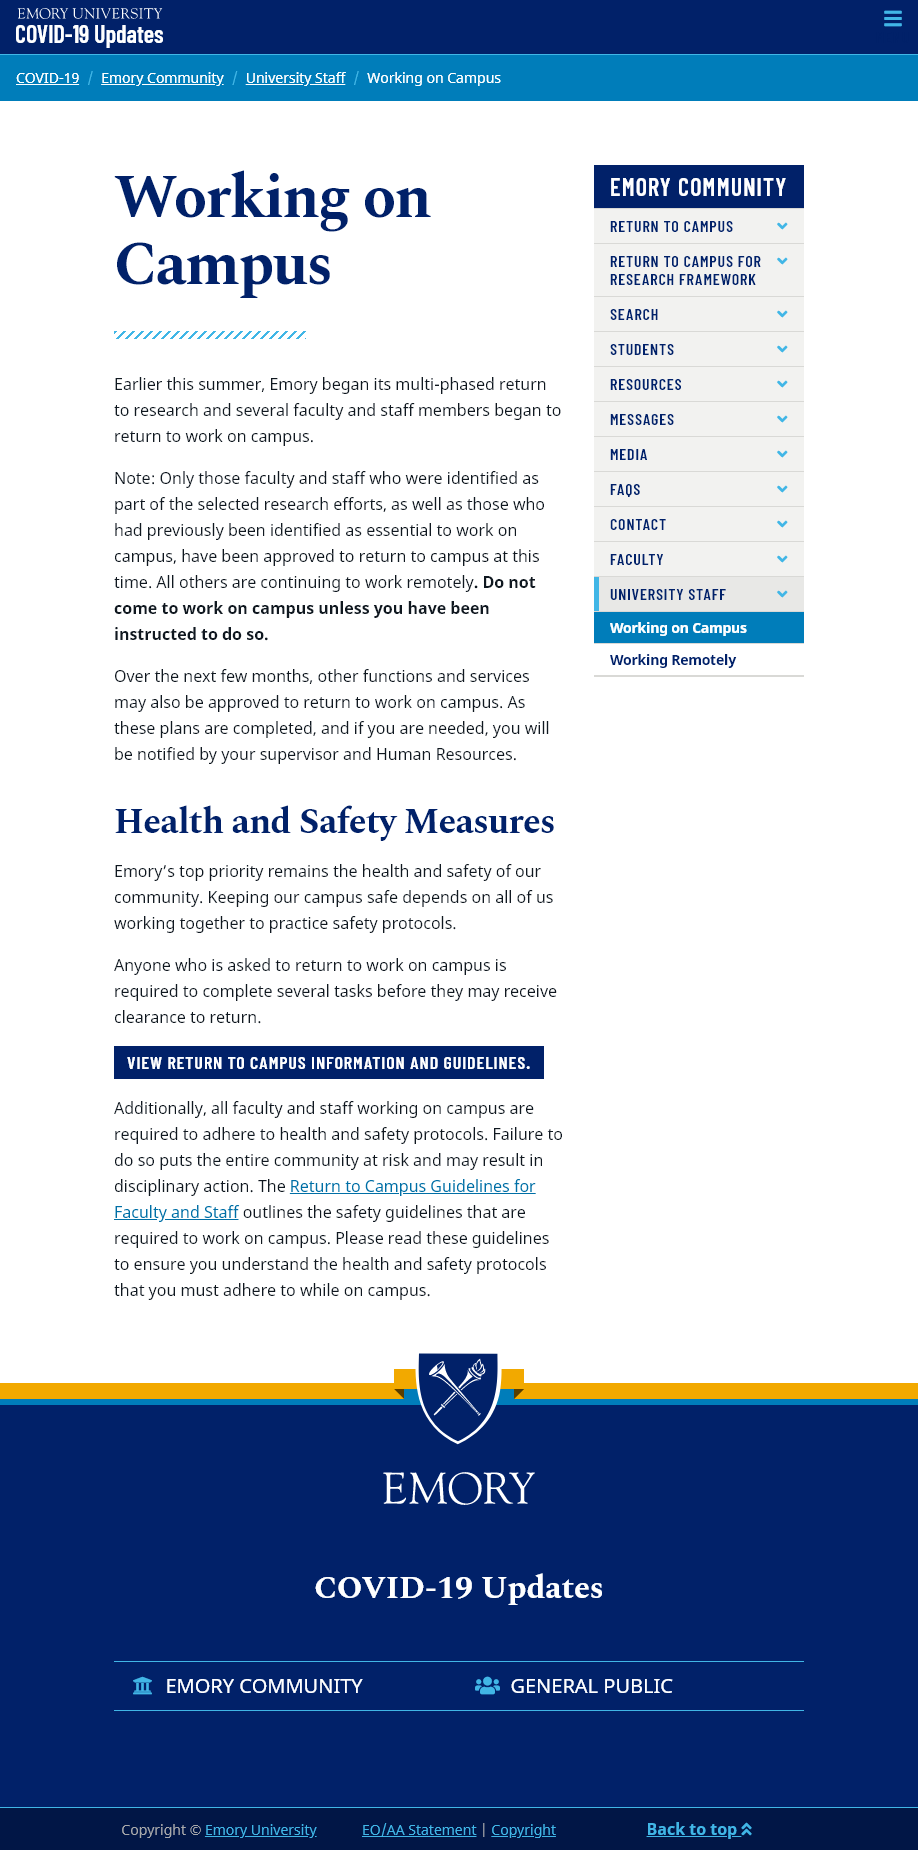 EMORY UNIVERSITY
COVID-19 Updates
COVID-19 / Emory Community / University Staff / Working on Campus
Working on
Campus
Earlier this summer, Emory began its multi-phased return
to research and several faculty and staff members began to
return to work on campus.
Note: Only those faculty and staff who were identified as
part of the selected research efforts, as well as those who
had previously been identified as essential to work on
campus, have been approved to return to campus at this
time. All others are continuing to work remotely. Do not
come to work on campus unless you have been
instructed to do so.
Over the next few months, other functions and services
may also be approved to return to work on campus. As
these plans are completed, and if you are needed, you will
be notified by your supervisor and Human Resources.
Health and Safety Measures
Emory's top priority remains the health and safety of our
community. Keeping our campus safe depends on all of us
working together to practice safety protocols.
Anyone who is asked to return to work on campus is
required to complete several tasks before they may receive
clearance to return.
VIEW RETURN TO CAMPUS INFORMATION AND GUIDELINES.
Additionally, all faculty and staff working on campus are
required to adhere to health and safety protocols. Failure to
do so puts the entire community at risk and may result in
disciplinary action. The Return to Campus Guidelines for
Faculty and Staff outlines the safety guidelines that are
required to work on campus. Please read these guidelines
to ensure you understand the health and safety protocols
that you must adhere to while on campus.
EMORY COMMUNITY
RETURN TO CAMPUS
RETURN TO CAMPUS FOR
RESEARCH FRAMEWORK
SEARCH
STUDENTS
RESOURCES
MESSAGES
MEDIA
FAQS
CONTACT
FACULTY
UNIVERSITY STAFF
Working on Campus
Working Remotely
EMORY
COVID-19 Updates
EMORY COMMUNITY
GENERAL PUBLIC
Copyright © Emory University
EO/AA Statement | Copyright
Back to top